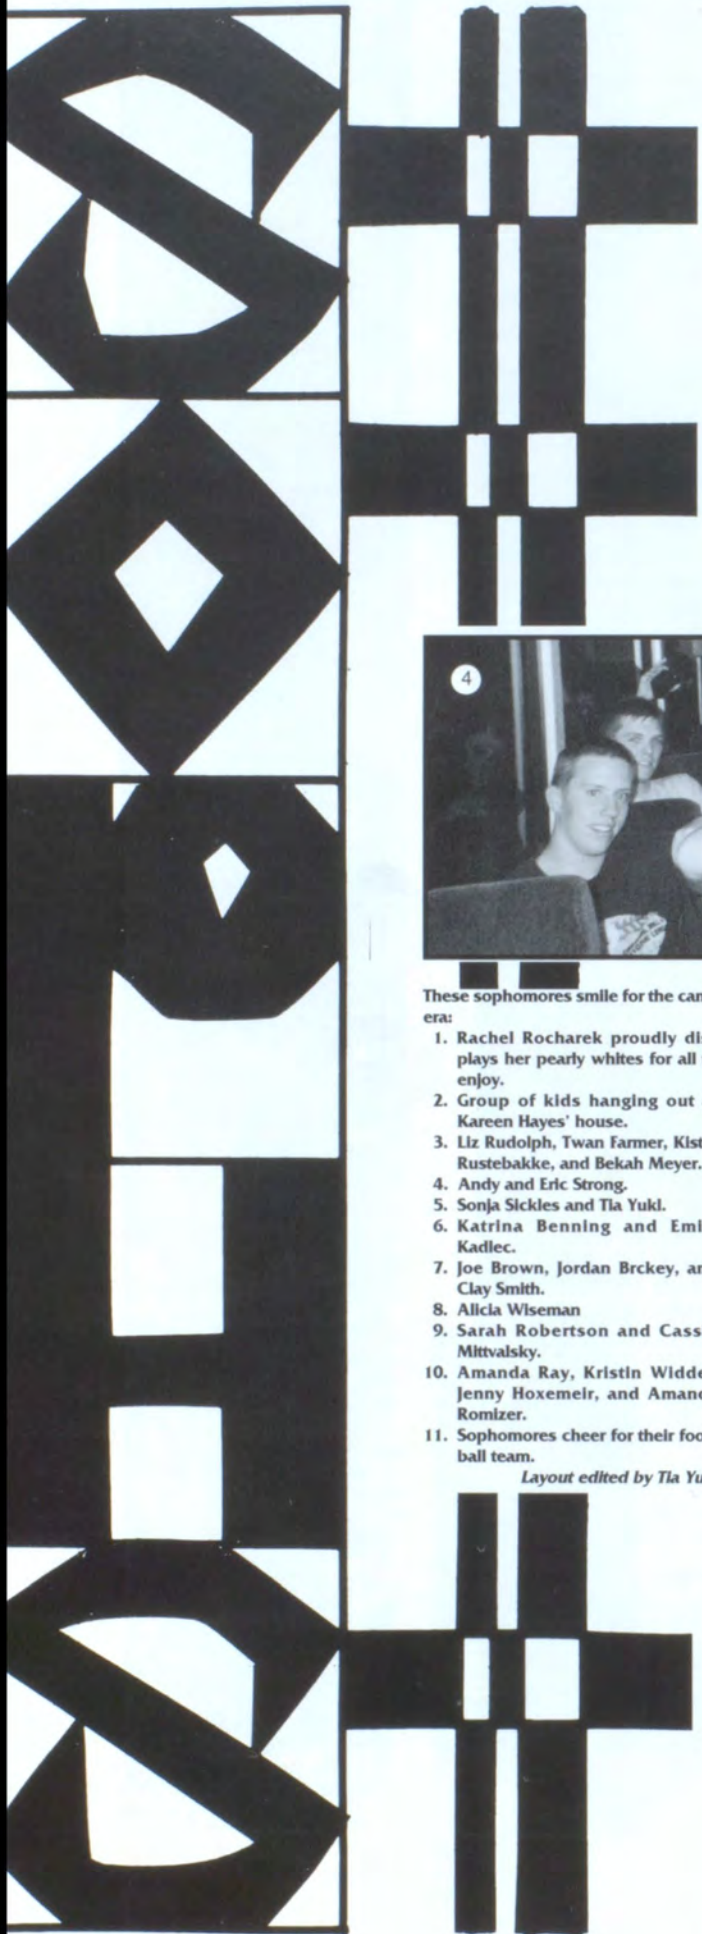 S
O
P
H
S
4
These sophomores smile for the cam
era:
1. Rachel Rocharek proudly dis
plays her pearly whites for all
enjoy.
2. Group of kids hanging out
Kareen Hayes' house.
3. Liz Rudolph, Twan Farmer, Kist
Rustebakke, and Bekah Meyer.
4. Andy and Eric Strong.
5. Sonja Sickles and Tia Yuki.
6. Katrina Benning and Emi
Kadlec.
7. Joe Brown, Jordan Brckey, an
Clay Smith.
8. Alicia Wiseman
9. Sarah Robertson and Cass
Mittvalsky.
10. Amanda Ray, Kristin Widde
Jenny Hoxemeir, and Aman
Romizer.
11. Sophomores cheer for their foo
ball team.
Layout edited by Tia Yu